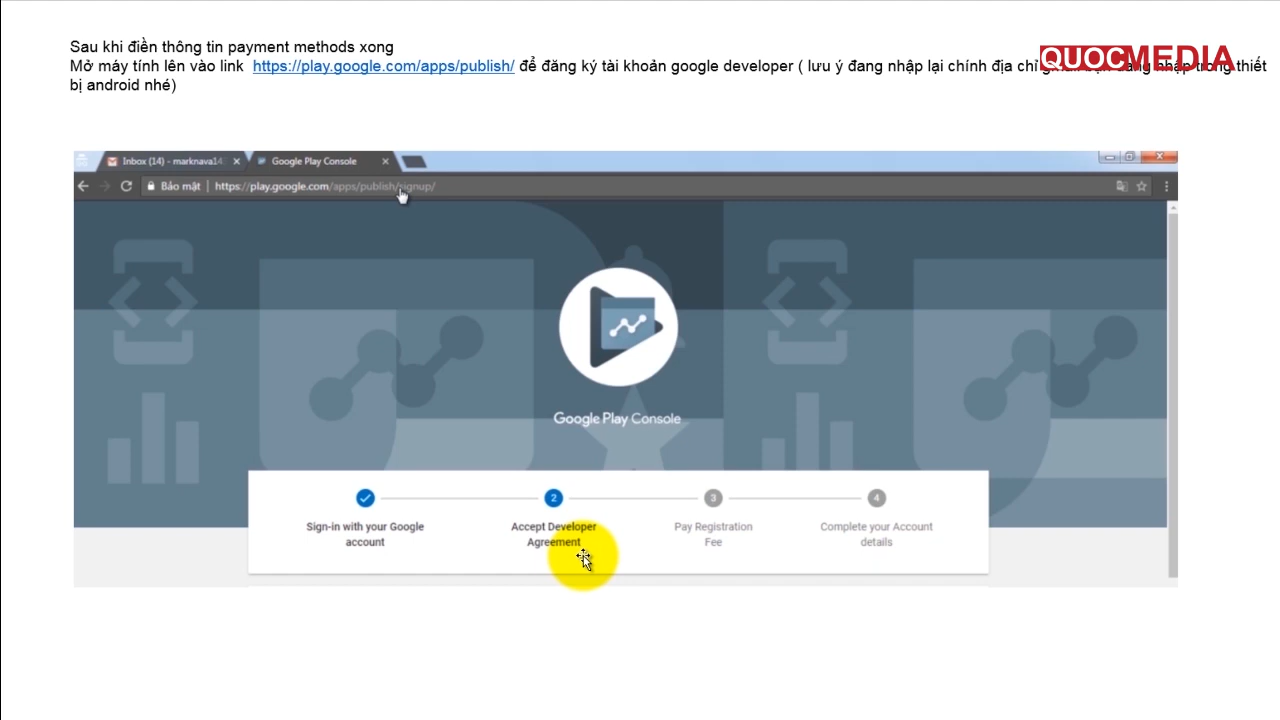 Sau khi điền thông tin payment methods xong
Mở máy tính lên vào link https://play.google.com/apps/publish/ để đăng ký tài khoản google developer ( lưu ý đang nhập lại chính địa chỉ trong thiết
bị android nhé)
QUOCMEDIA
Inbox (14) - marknava14
Google Play Console
Bảo mật
https://play.google.com/apps/publish/signup/
Google Play Console
2
3
4
Sign-in with your Google
account
Accept Developer
Agreement
Pay Registration
Fee
Complete your Account
details